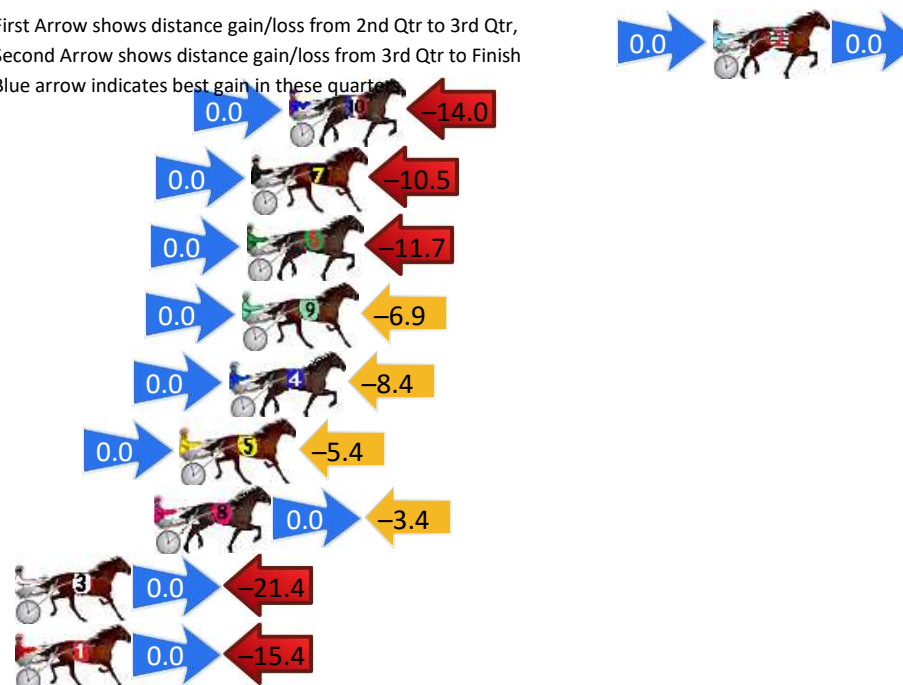 First Arrow shows distance gain/loss from 2nd Qtr to 3rd Qtr,
Second Arrow shows distance gain/loss from 3rd Qtr to Finish
Blue arrow indicates best gain in these quarters
0.0 2 0.0
0.0 10 –14.0
0.0 7 –10.5
0.0 6 –11.7
0.0 9 –6.9
0.0 4 –8.4
0.0 5 –5.4
8 0.0 –3.4
3 0.0 –21.4
1 0.0 –15.4